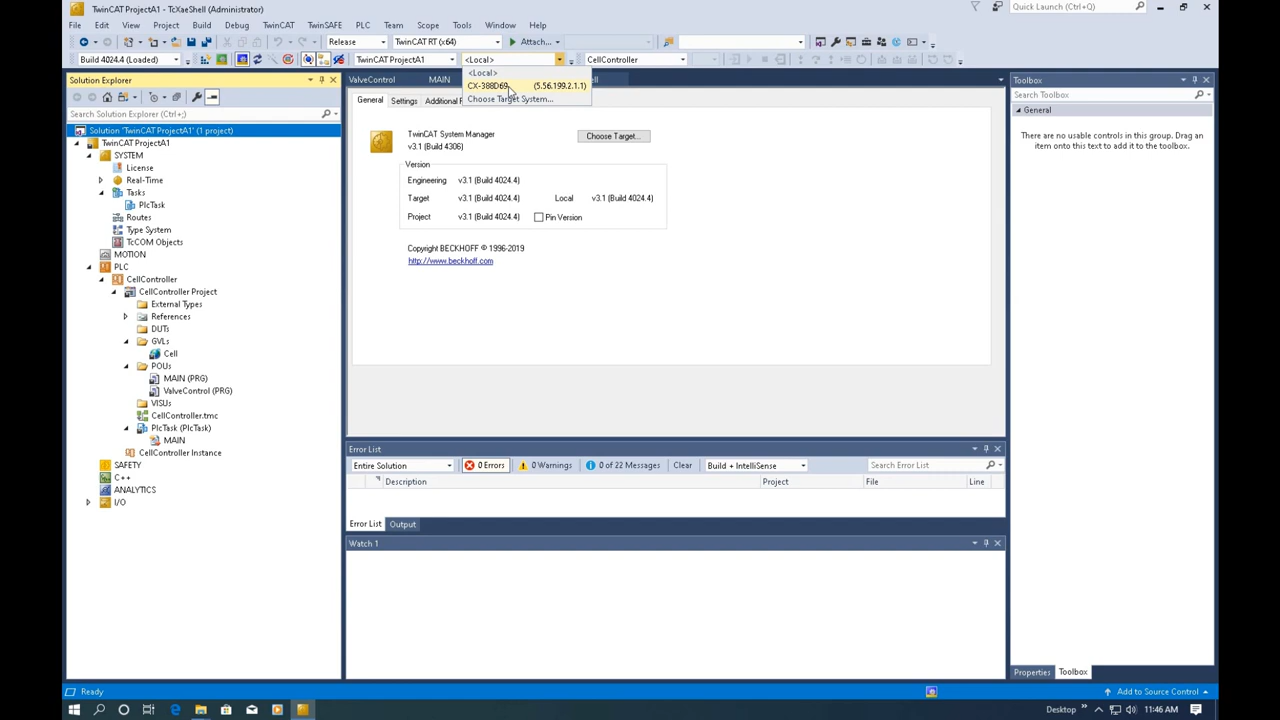 TwinCAT ProjectA1 - TcXaeShell (Administrator)
Quick Launch (Ctrl+;)
File Edit View Project Build Debug TwinCAT TwinSAFE PLC Team Scope Tools Window Help
Release TwinCAT RT (x64) Attach...
Build 4024.4 (Loaded) TwinCAT ProjectA1 <Local> CellController
<Local>
CX-388D69 (5.56.199.2.1.1)
Choose Target System...
Solution Explorer
Search Solution Explorer (Ctrl+;)
Solution 'TwinCAT ProjectA1' (1 project)
TwinCAT ProjectA1
SYSTEM
License
Real-Time
Tasks
PlcTask
Routes
Type System
TcCOM Objects
MOTION
PLC
CellController
CellController Project
External Types
References
DUTs
GVLs
Cell
POUs
MAIN (PRG)
ValveControl (PRG)
VISUs
CellController.tmc
PlcTask (PlcTask)
MAIN
CellController Instance
SAFETY
C++
ANALYTICS
I/O
ValveControl MAIN
General Settings
TwinCAT System Manager
v3.1 (Build 4306)
Choose Target...
Version
Engineering v3.1 (Build 4024.4)
Target v3.1 (Build 4024.4) Local v3.1 (Build 4024.4)
Project v3.1 (Build 4024.4) Pin Version
Copyright BECKHOFF © 1996-2019
http://www.beckhoff.com
Error List
Entire Solution 0 Errors 0 Warnings 0 of 22 Messages Clear Build + IntelliSense Search Error List
Description Project File Line
Error List Output
Watch 1
Toolbox
Search Toolbox (Ctrl+;)
General
There are no usable controls in this group. Drag an
item onto this text to add it to the toolbox.
Properties Toolbox
Ready
Add to Source Control
Desktop
11:46 AM